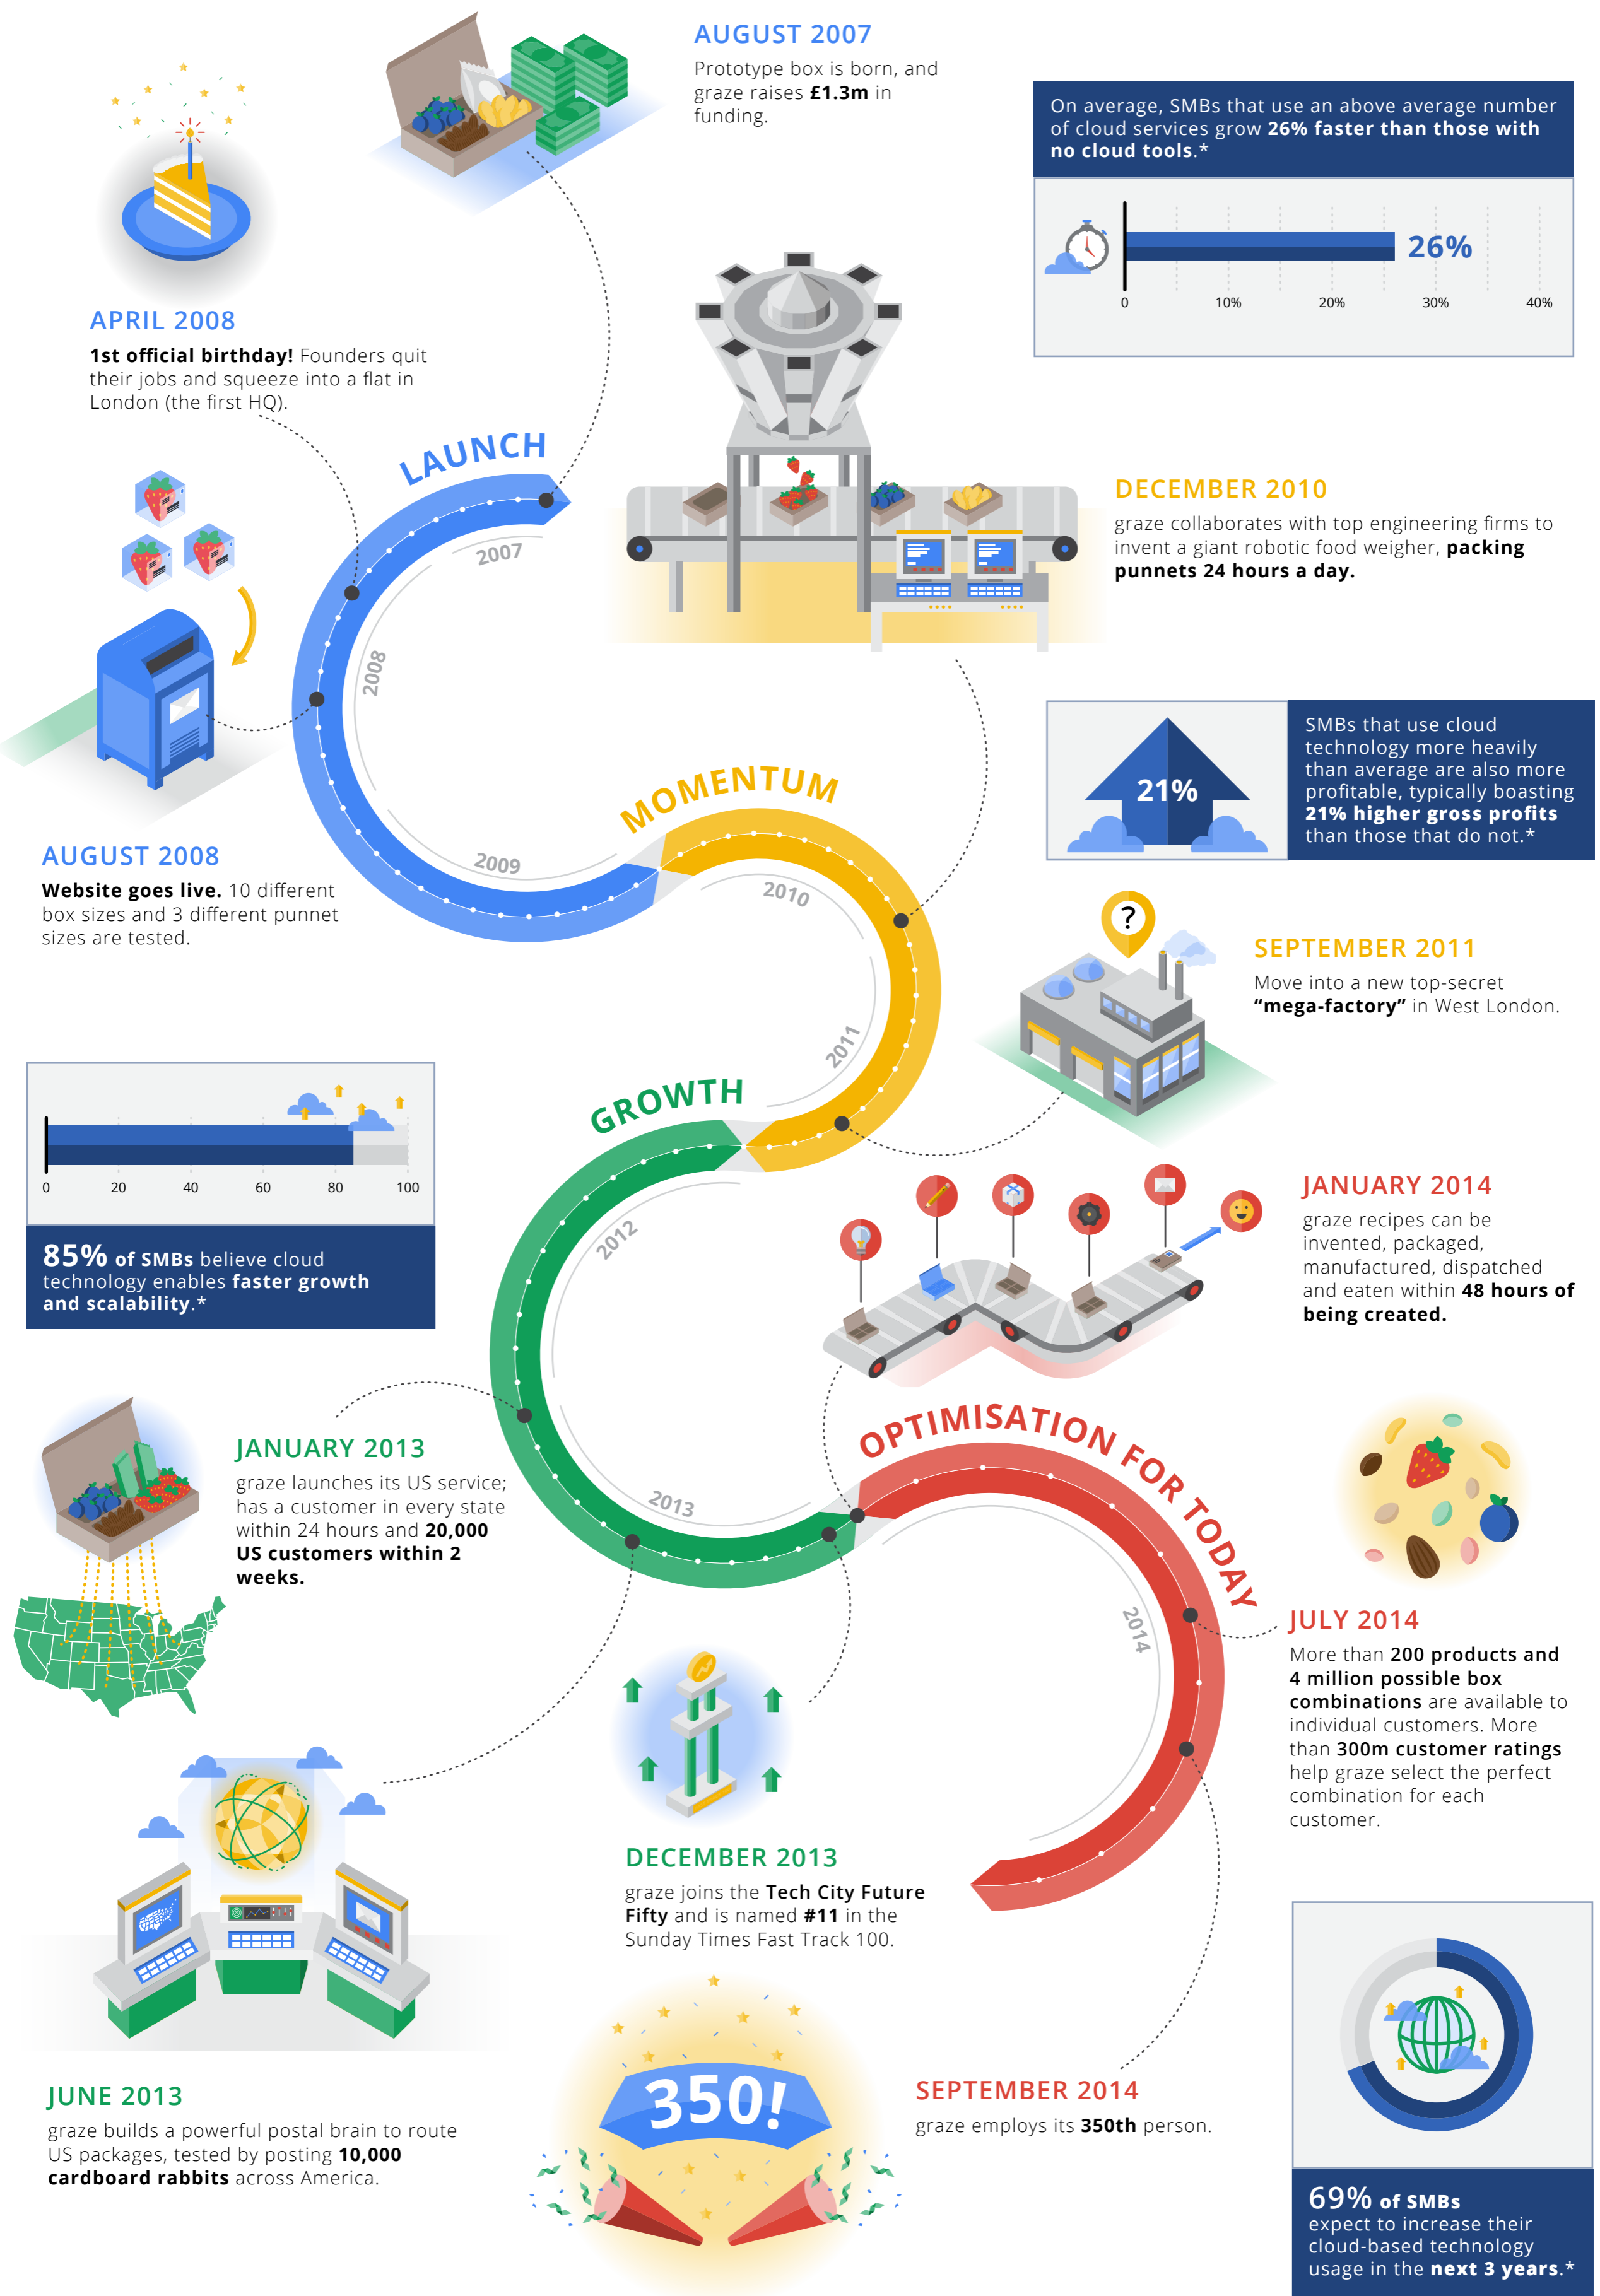 AUGUST 2007
Prototype box is born, and
graze raises £1.3m in
funding.
On average, SMBs that use an above average number
of cloud services grow 26% faster than those with
no cloud tools.*
26%
0 10% 20% 30% 40%
APRIL 2008
1st official birthday! Founders quit
their jobs and squeeze into a flat in
London (the first HQ).
LAUNCH
2007
2008
2009
DECEMBER 2010
graze collaborates with top engineering firms to
invent a giant robotic food weigher, packing
punnets 24 hours a day.
AUGUST 2008
Website goes live. 10 different
box sizes and 3 different punnet
sizes are tested.
MOMENTUM
2010
2011
21%
SMBs that use cloud
technology more heavily
than average are also more
profitable, typically boasting
21% higher gross profits
than those that do not.*
?
SEPTEMBER 2011
Move into a new top-secret
“mega-factory” in West London.
0 20 40 60 80 100
85% of SMBs believe cloud
technology enables faster growth
and scalability.*
GROWTH
2012
2013
JANUARY 2014
graze recipes can be
invented, packaged,
manufactured, dispatched
and eaten within 48 hours of
being created.
JANUARY 2013
graze launches its US service;
has a customer in every state
within 24 hours and 20,000
US customers within 2
weeks.
OPTIMISATION FOR TODAY
2014
JULY 2014
More than 200 products and
4 million possible box
combinations are available to
individual customers. More
than 300m customer ratings
help graze select the perfect
combination for each
customer.
DECEMBER 2013
graze joins the Tech City Future
Fifty and is named #11 in the
Sunday Times Fast Track 100.
JUNE 2013
graze builds a powerful postal brain to route
US packages, tested by posting 10,000
cardboard rabbits across America.
350!
SEPTEMBER 2014
graze employs its 350th person.
69% of SMBs
expect to increase their
cloud-based technology
usage in the next 3 years.*